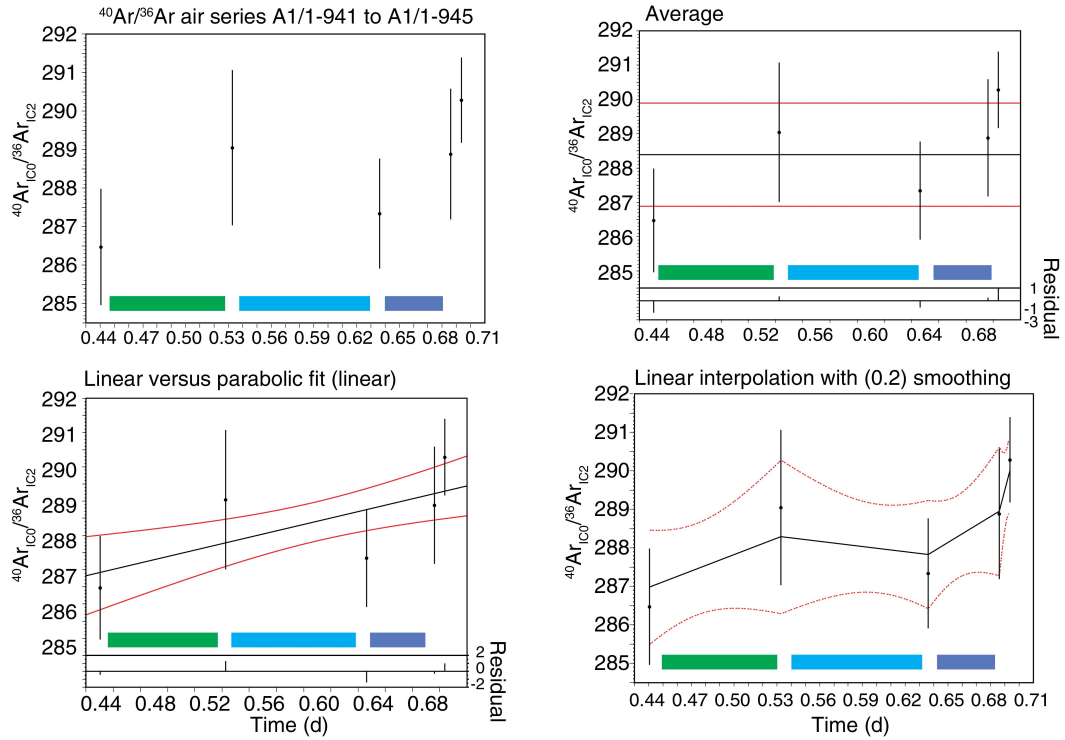 40Ar/36Ar air series A1/1-941 to A1/1-945
292
291
290
289
288
287
286
285
40ArIC0/36ArIC2
0.44 0.47 0.50 0.53 0.56 0.59 0.62 0.65 0.68 0.71
Average
292
291
290
289
288
287
286
285
40ArIC0/36ArIC2
1
-1
-3
Residual
0.44 0.48 0.52 0.56 0.60 0.64 0.68
Linear versus parabolic fit (linear)
292
291
290
289
288
287
286
285
40ArIC0/36ArIC2
2
0
-2
Residual
0.44 0.48 0.52 0.56 0.60 0.64 0.68
Time (d)
Linear interpolation with (0.2) smoothing
292
291
290
289
288
287
286
285
40ArIC0/36ArIC2
0.44 0.47 0.50 0.53 0.56 0.59 0.62 0.65 0.68 0.71
Time (d)